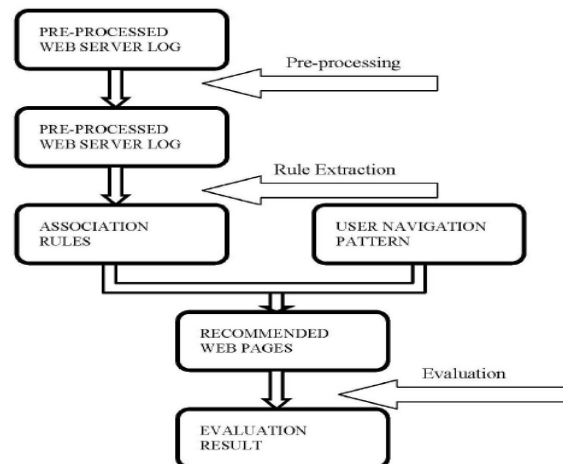 PRE-PROCESSED
WEB SERVER LOG
Pre-processing
PRE-PROCESSED
WEB SERVER LOG
Rule Extraction
ASSOCIATION
RULES
USER NAVIGATION
PATTERN
RECOMMENDED
WEB PAGES
Evaluation
EVALUATION
RESULT